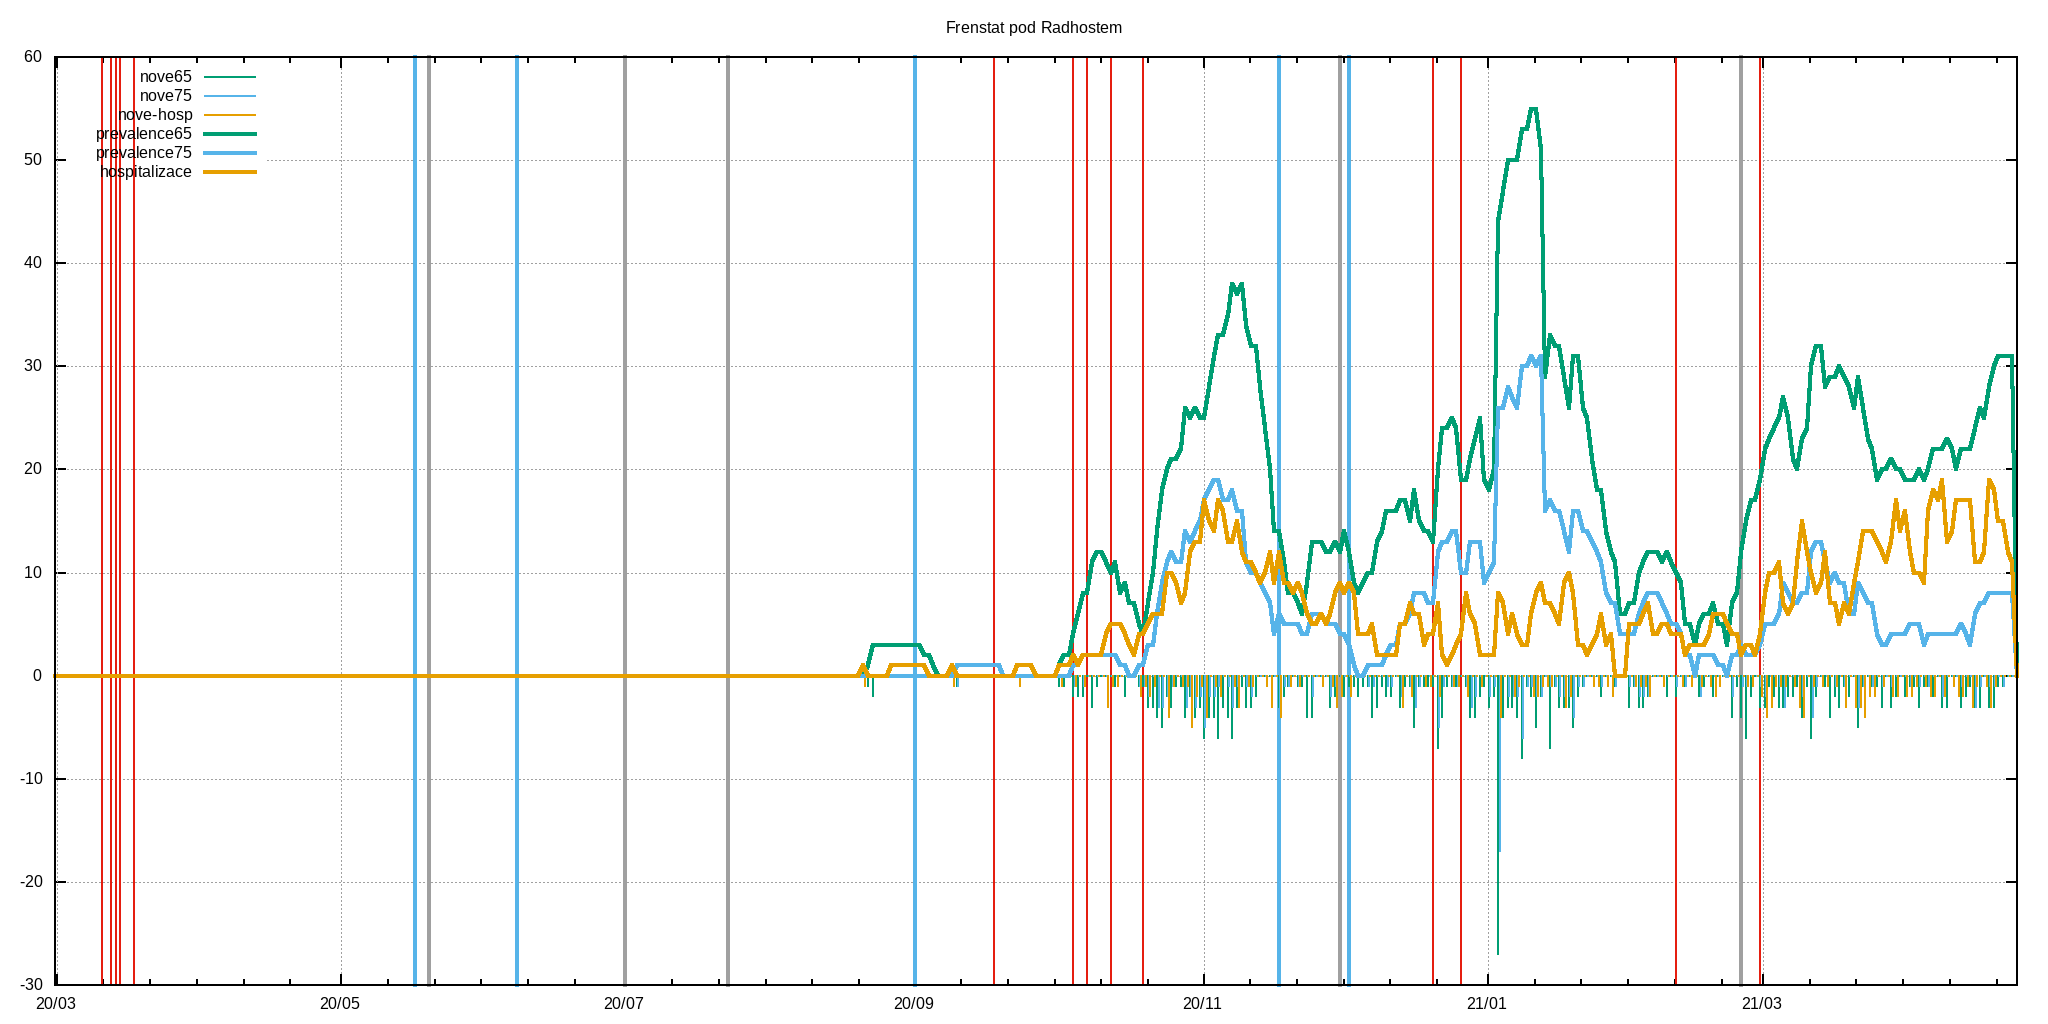 Frenstat pod Radhostem
60
50
40
30
20
10
0
-10
-20
-30
nove65
nove75
nove-hosp
prevalence65
prevalence75
hospitalizace
20/03 20/05 20/07 20/09 20/11 21/01 21/03